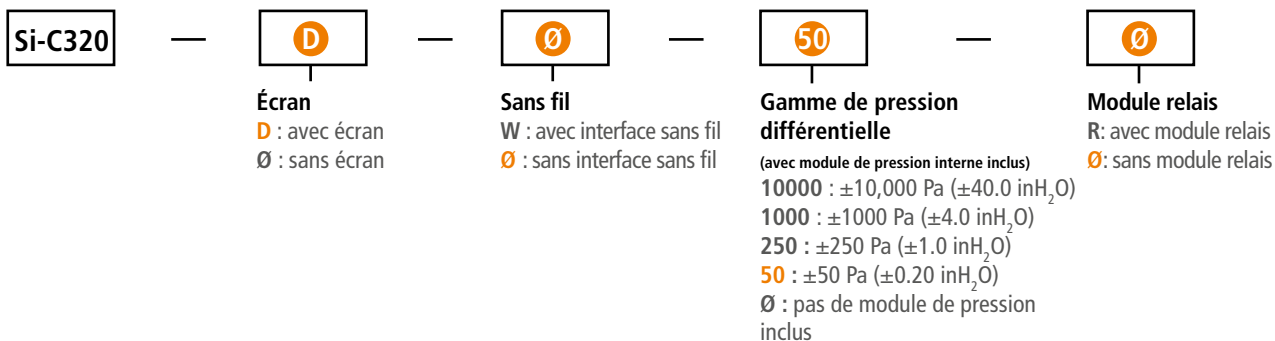 Si-C320 — D — Ø — 50 — Ø
Écran
D : avec écran
Ø : sans écran
Sans fil
W : avec interface sans fil
Ø : sans interface sans fil
Gamme de pression
différentielle
(avec module de pression interne inclus)
10000 : ±10,000 Pa (±40.0 inH₂O)
1000 : ±1000 Pa (±4.0 inH₂O)
250 : ±250 Pa (±1.0 inH₂O)
50 : ±50 Pa (±0.20 inH₂O)
Ø : pas de module de pression
inclus
Module relais
R: avec module relais
Ø: sans module relais